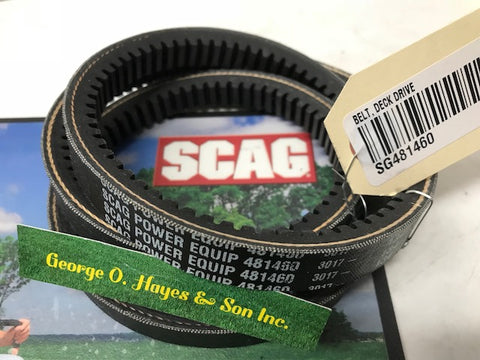 BELT, DECK DRIVE
SG481460
SCAG
SCAG POWER EQUIP
SCAG POWER EQUIP 481460 3017-
SCAG POWER EQUIP 481460 3017-
George O. Hayes & Son Inc.